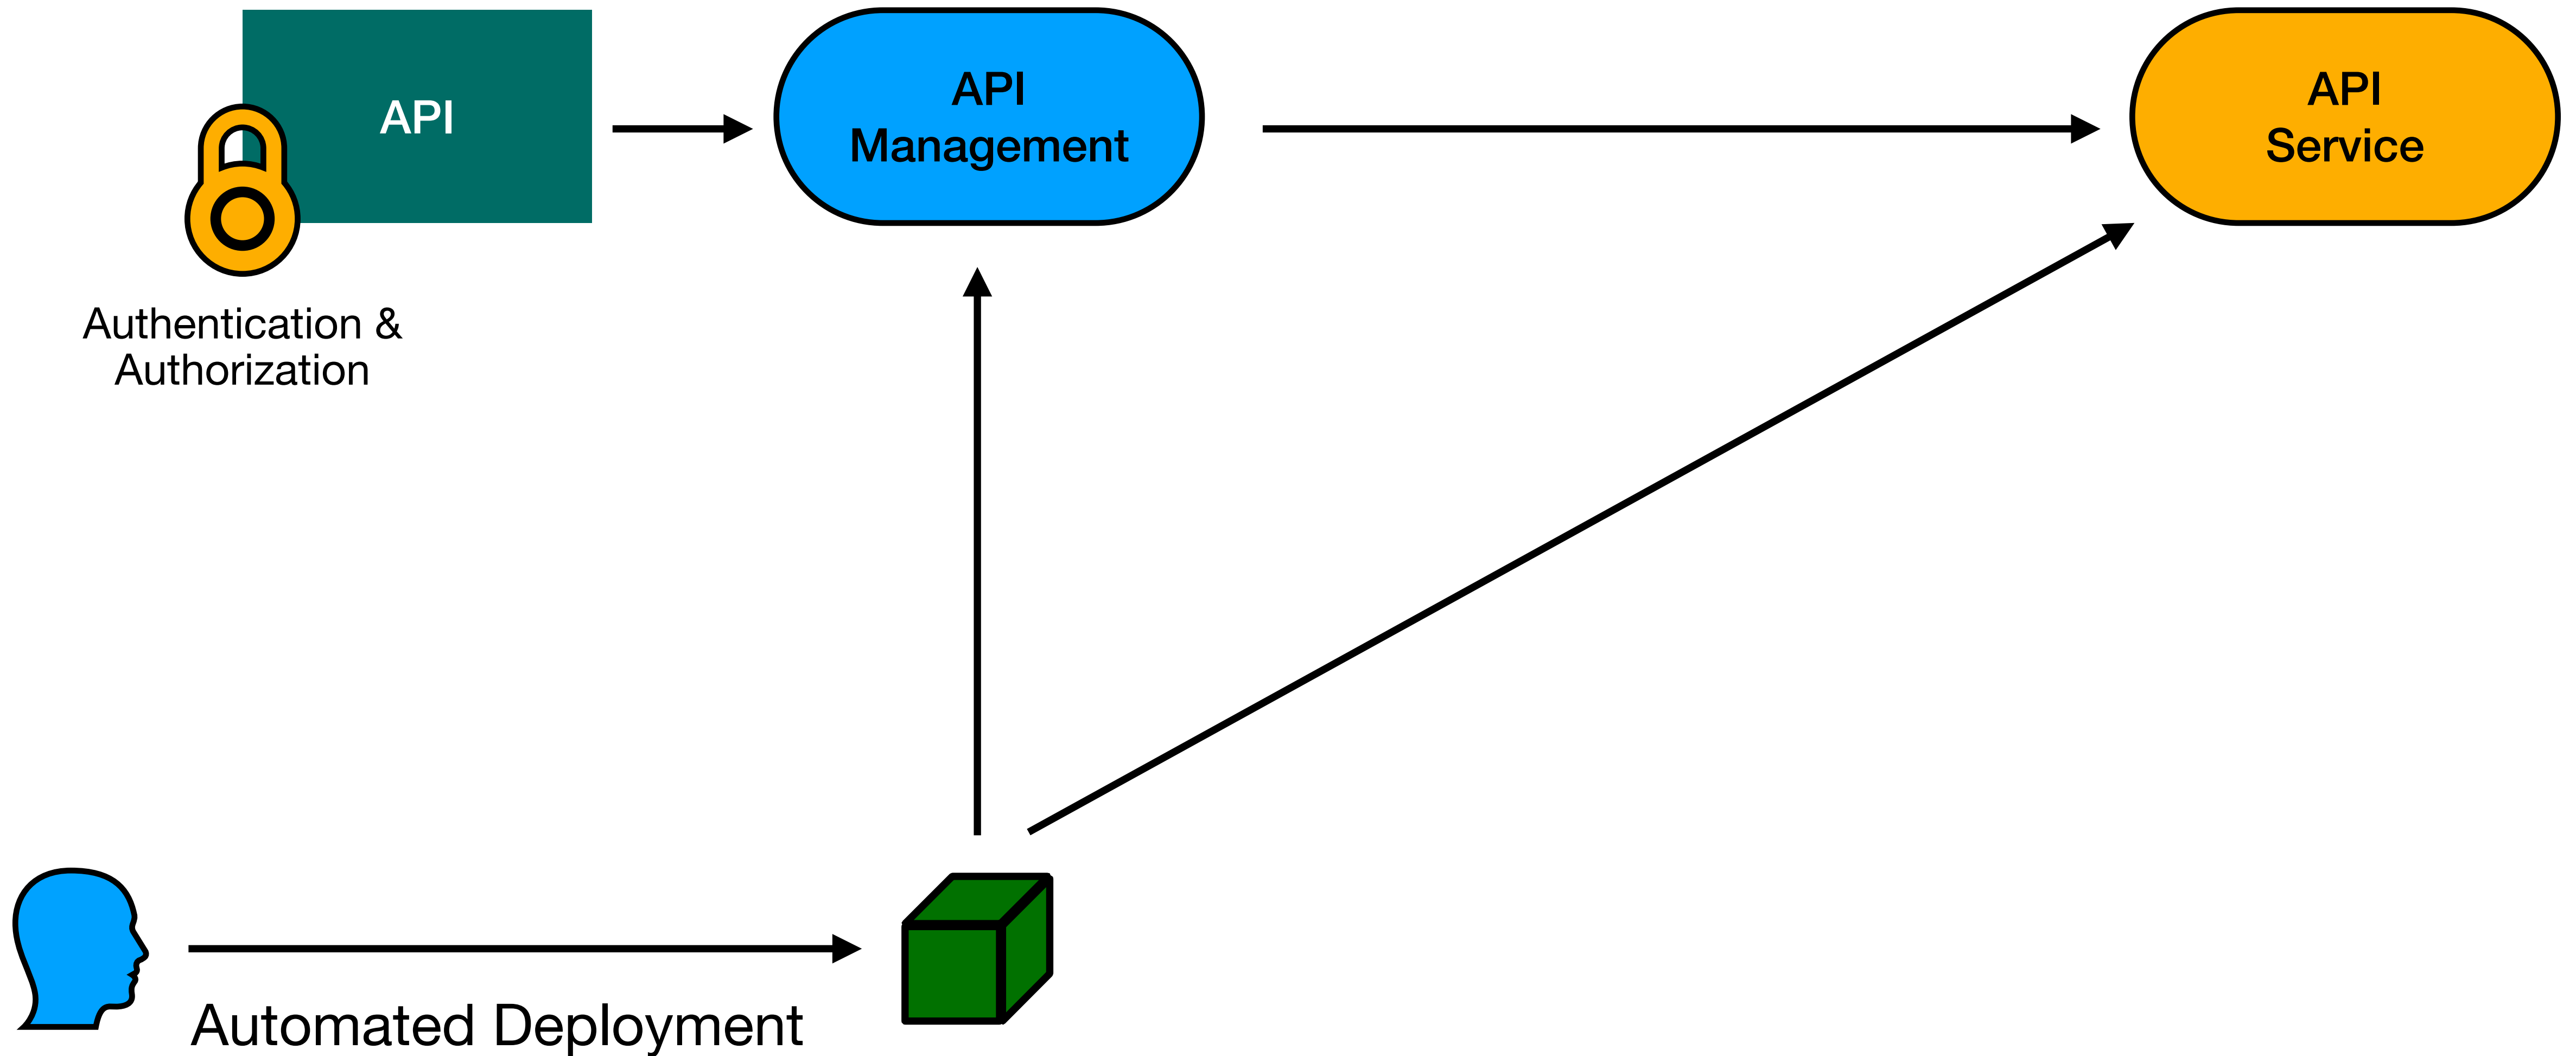 API
API
Management
API
Service
Authentication &
Authorization
Automated Deployment